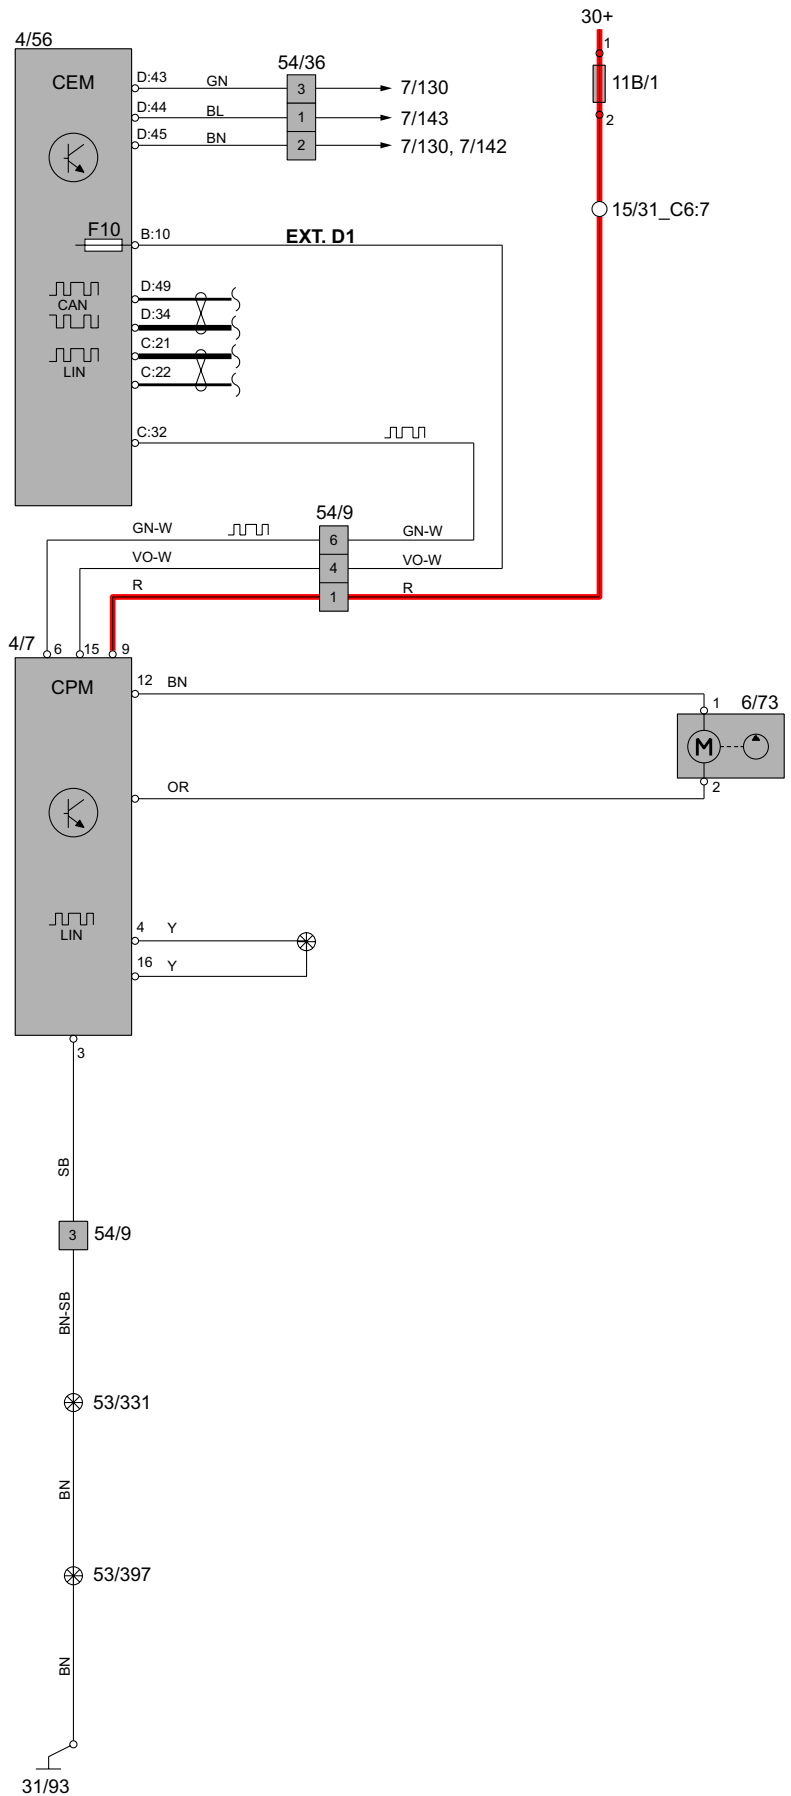 30+
4/56
1
CEM
D:43
GN
54/36
3
7/130
11B/1
D:44
BL
1
7/143
2
D:45
BN
2
7/130, 7/142
15/31_C6:7
F10
B:10
EXT. D1
D:49
CAN
D:34
C:21
LIN
C:22
C:32
54/9
GN-W
6
GN-W
VO-W
4
VO-W
R
1
R
4/7
6
15
9
CPM
12
BN
1
6/73
M
OR
2
LIN
4
Y
16
Y
3
SB
3
54/9
BN-SB
53/331
BN
53/397
BN
31/93